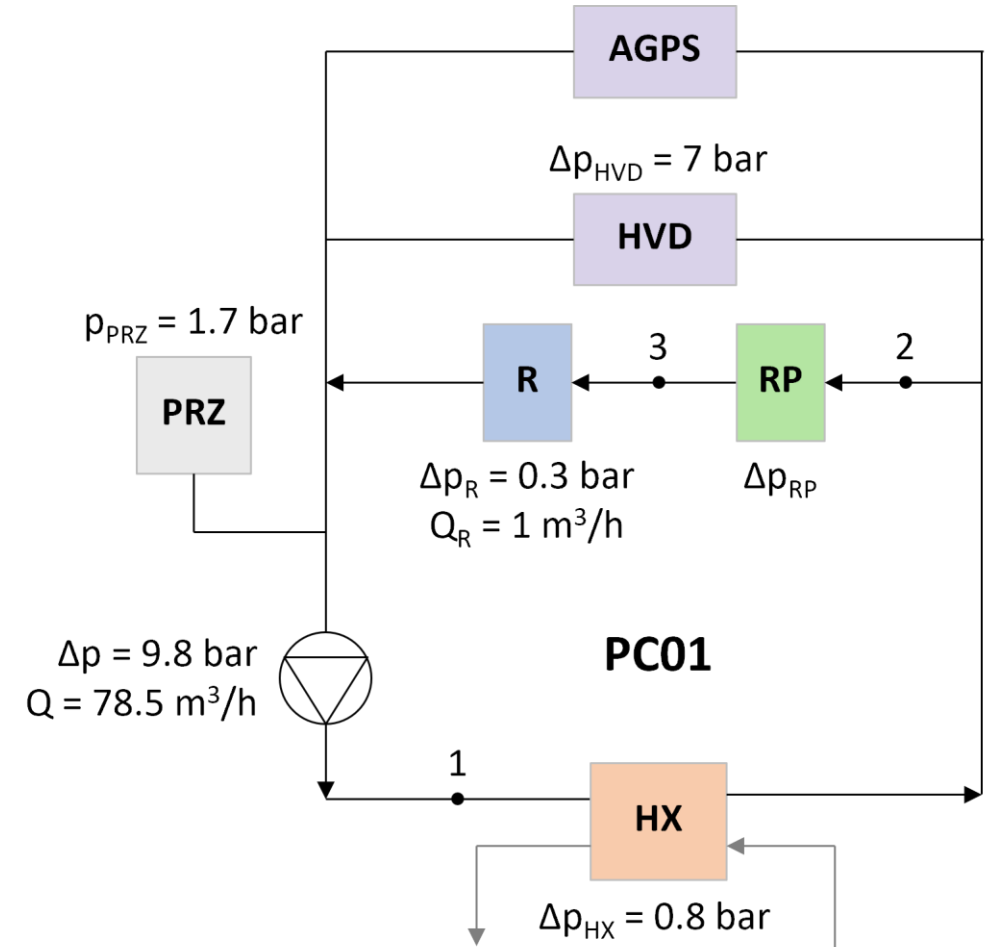 AGPS
Δp_HVD = 7 bar
HVD
p_PRZ = 1.7 bar
PRZ
R
3
RP
2
Δp_R = 0.3 bar
Q_R = 1 m³/h
Δp_RP
Δp = 9.8 bar
Q = 78.5 m³/h
PC01
1
HX
Δp_HX = 0.8 bar